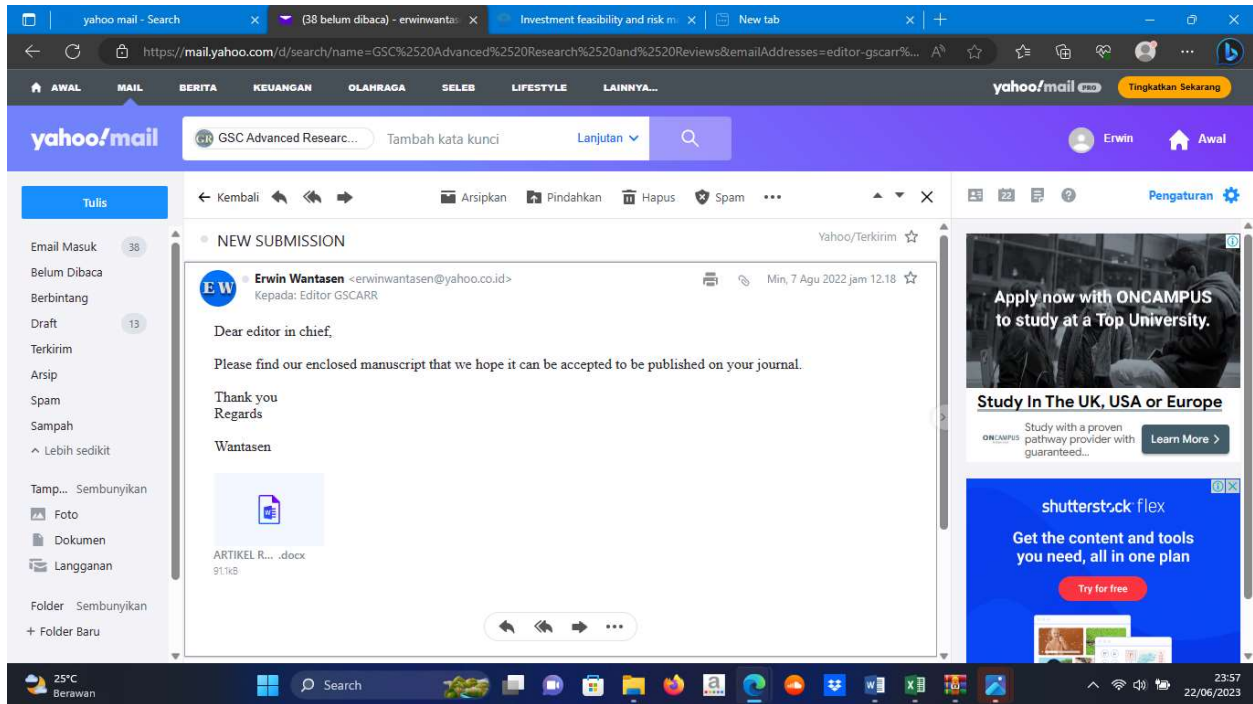 yahoo mail - Search
(38 belum dibaca) - erwinwantas
Investment feasibility and risk m
New tab
https://mail.yahoo.com/d/search/name=GSC%2520Advanced%2520Research%2520and%2520Reviews&emailAddresses=editor-gscarr%...
AWAL MAIL BERITA KEUANGAN OLAHRAGA SELEB LIFESTYLE LAINNYA...
yahoo!mail PRO Tingkatkan Sekarang
yahoo!mail
GR GSC Advanced Researc... Tambah kata kunci Lanjutan
Erwin Awal
Tulis
Kembali Arsipkan Pindahkan Hapus Spam
22 Pengaturan
Email Masuk 38
Belum Dibaca
Berbintang
Draft 13
Terkirim
Arsip
Spam
Sampah
Lebih sedikit
Tamp... Sembunyikan
Foto
Dokumen
Langganan
Folder Sembunyikan
+ Folder Baru
NEW SUBMISSION
Yahoo/Terkirim
EW
Erwin Wantasen <erwinwantasen@yahoo.co.id>
Min, 7 Agu 2022 jam 12.18
Kepada: Editor GSCARR
Dear editor in chief,
Please find our enclosed manuscript that we hope it can be accepted to be published on your journal.
Thank you
Regards
Wantasen
ARTIKEL R... .docx
91.1kB
Apply now with ONCAMPUS
to study at a Top University.
Study In The UK, USA or Europe
ONCAMPUS
Study with a proven
pathway provider with
guaranteed...
Learn More >
shutterstock flex
Get the content and tools
you need, all in one plan
Try for free
25°C
Berawan
Search
23:57
22/06/2023